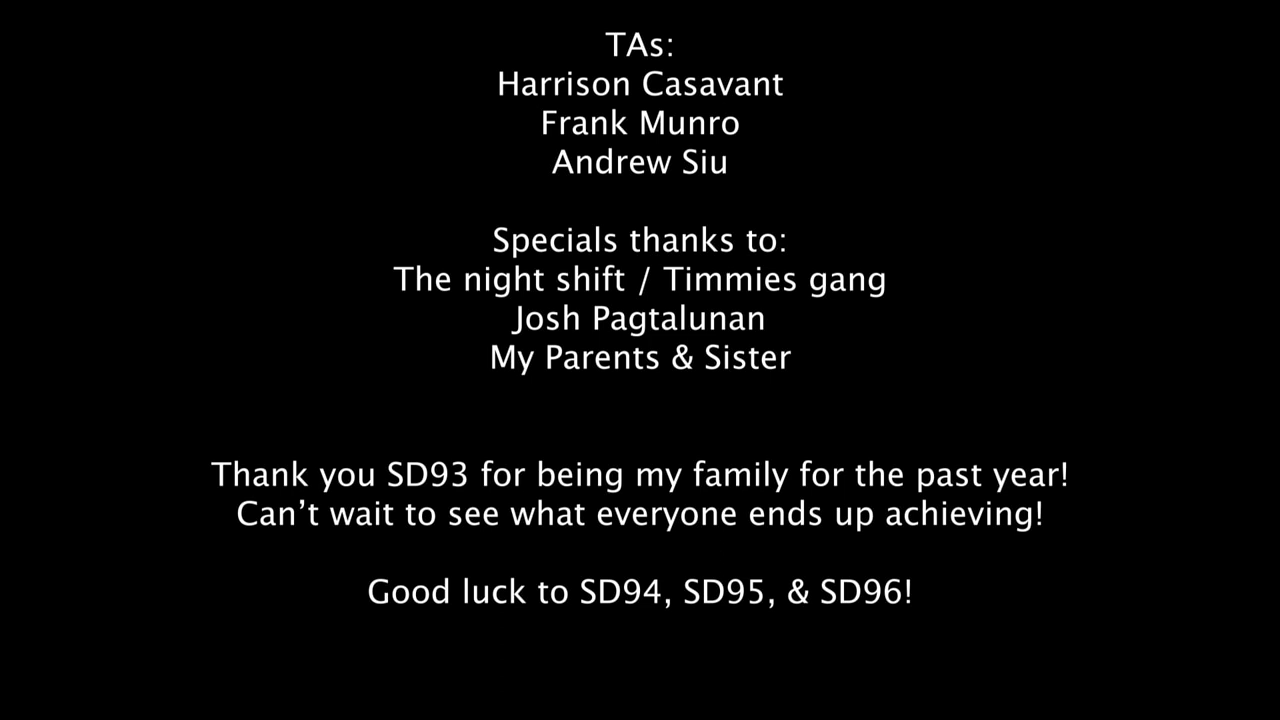 TAs:
Harrison Casavant
Frank Munro
Andrew Siu
Specials thanks to:
The night shift / Timmies gang
Josh Pagtalunan
My Parents & Sister
Thank you SD93 for being my family for the past year!
Can’t wait to see what everyone ends up achieving!
Good luck to SD94, SD95, & SD96!